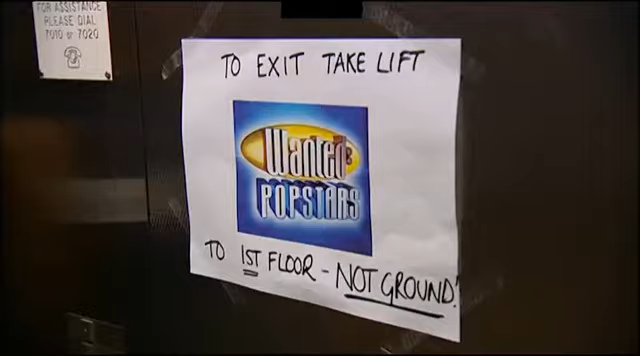 FOR ASSISTANCE
PLEASE DIAL
7010 or 7020
TO EXIT TAKE LIFT
Wanted
POPSTARS
TO 1ST FLOOR - NOT GROUND!